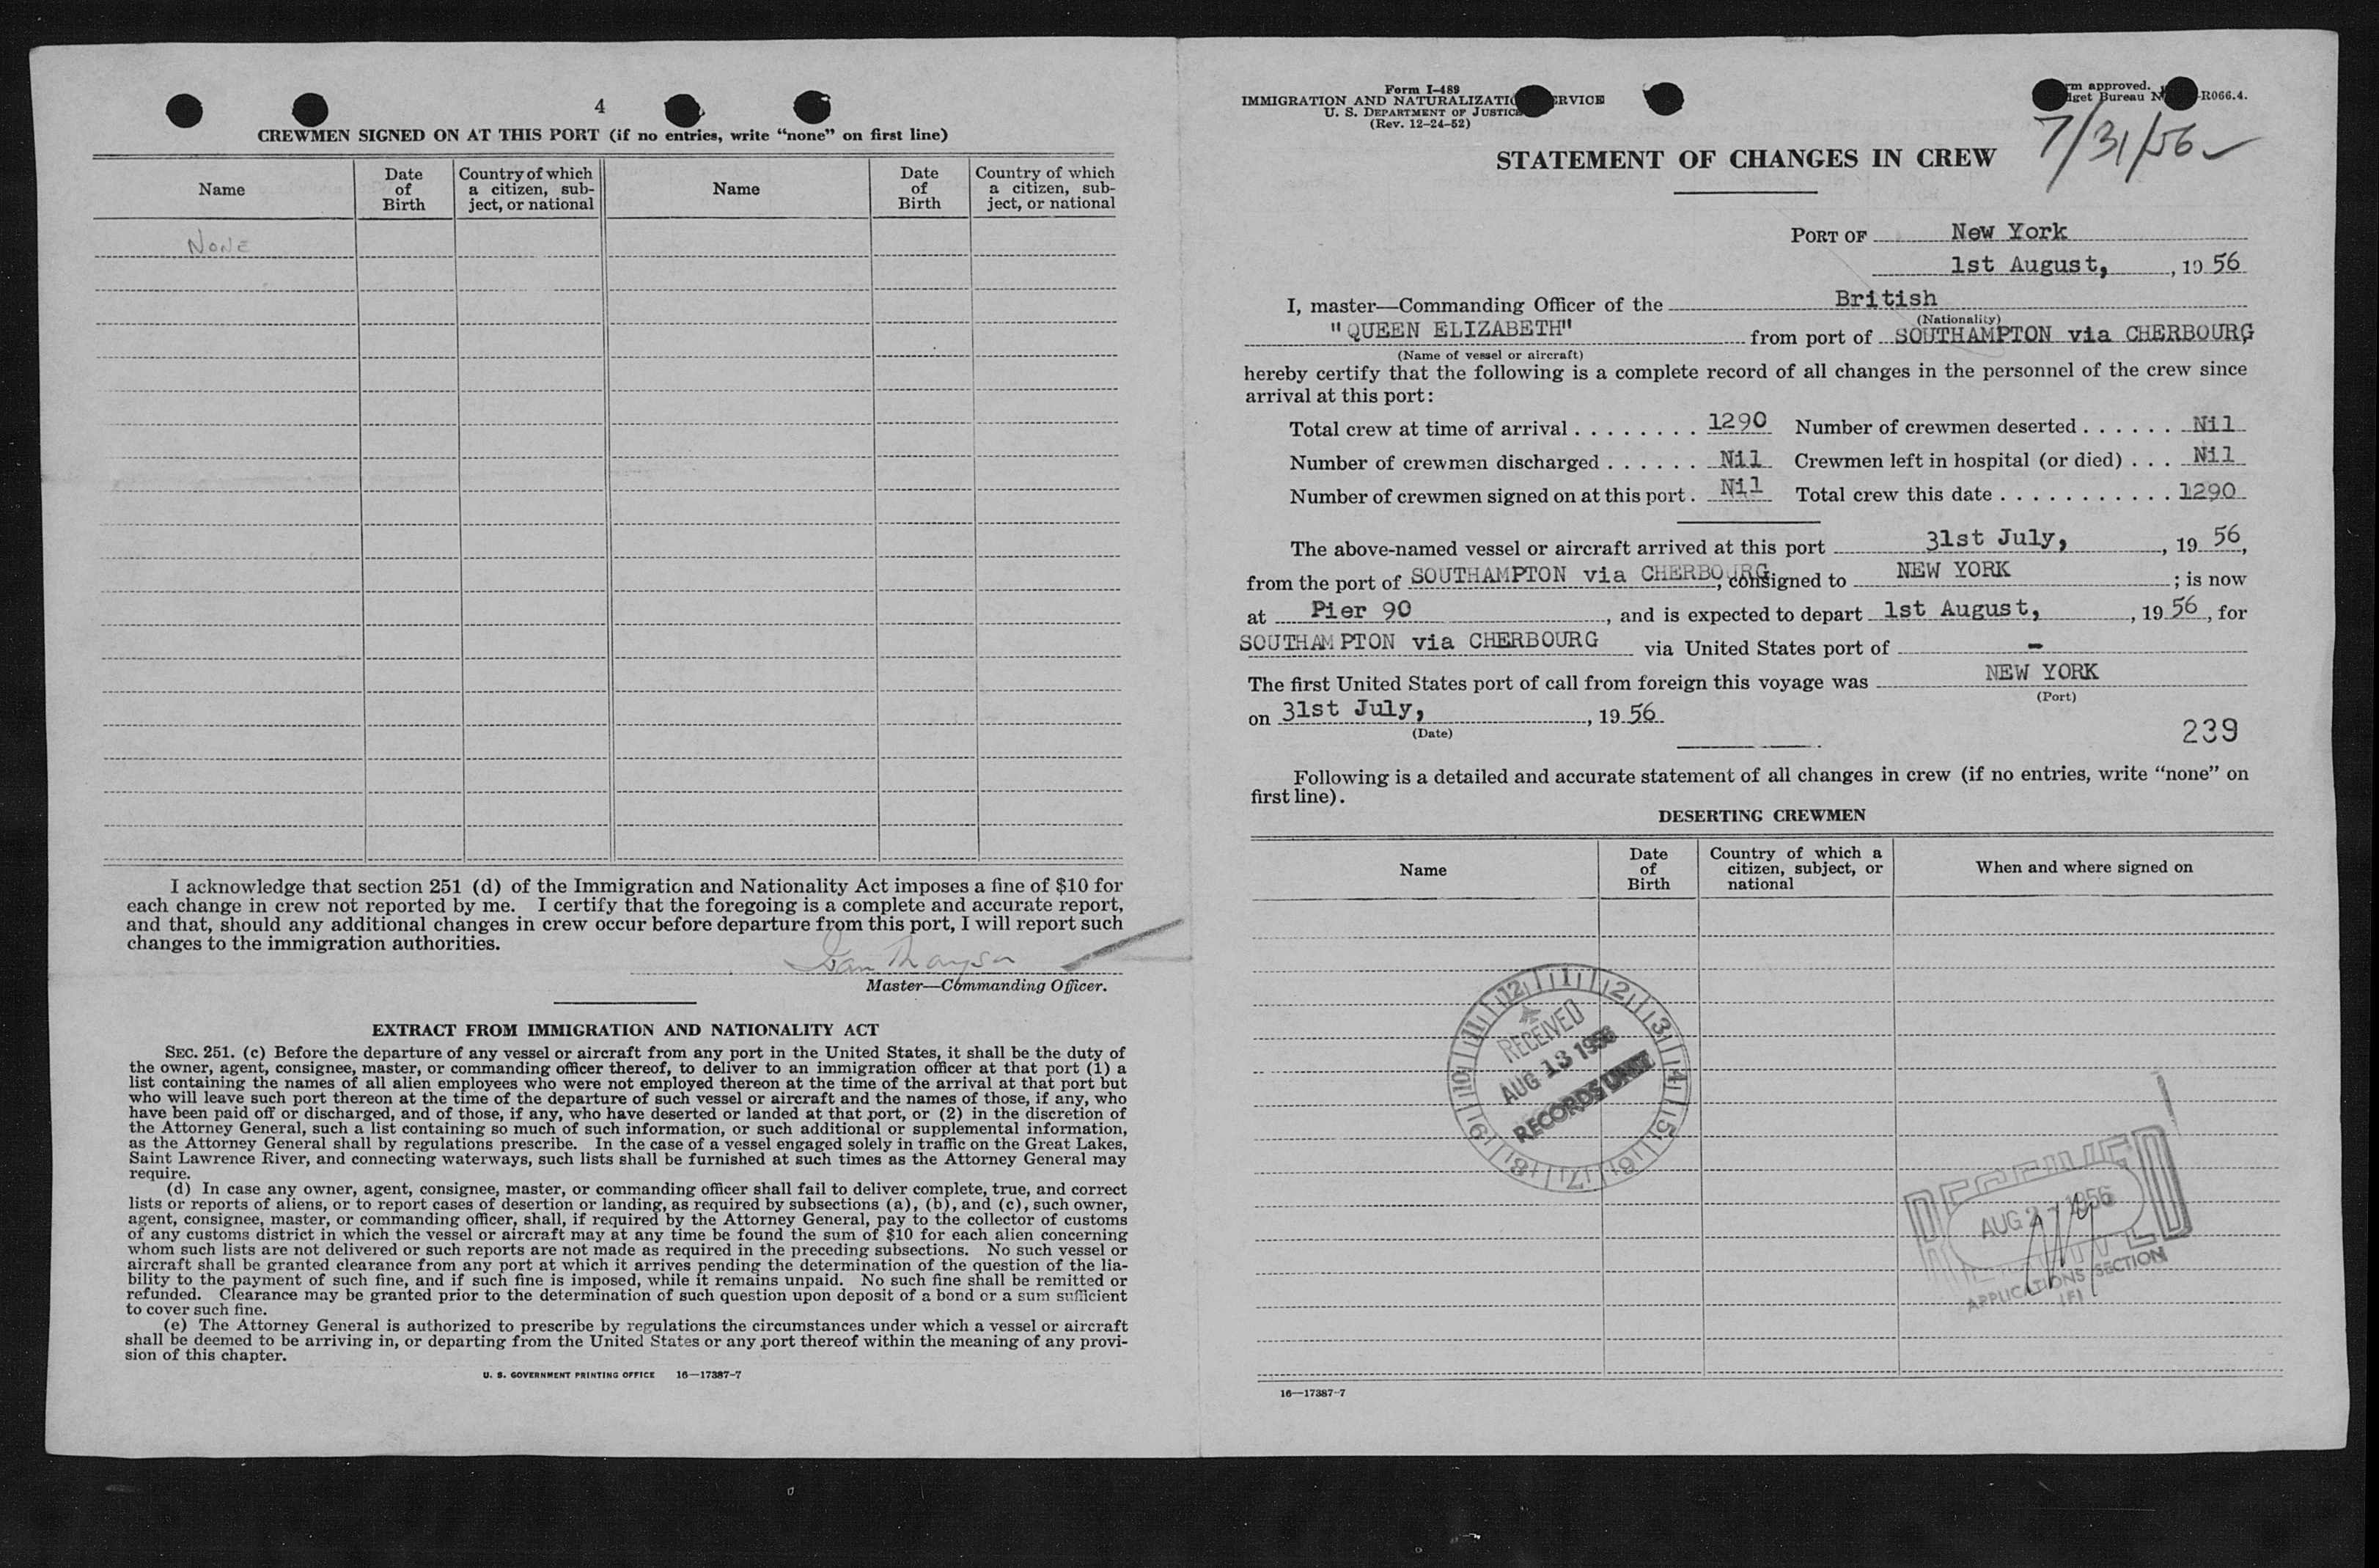 4
CREWMEN SIGNED ON AT THIS PORT (if no entries, write “none” on first line)
Name
Date of Birth
Country of which a citizen, sub-ject, or national
Name
Date of Birth
Country of which a citizen, sub-ject, or national
NONE
I acknowledge that section 251 (d) of the Immigration and Nationality Act imposes a fine of $10 for
each change in crew not reported by me. I certify that the foregoing is a complete and accurate report,
and that, should any additional changes in crew occur before departure from this port, I will report such
changes to the immigration authorities.
Master—Commanding Officer.
EXTRACT FROM IMMIGRATION AND NATIONALITY ACT
SEC. 251. (c) Before the departure of any vessel or aircraft from any port in the United States, it shall be the duty of
the owner, agent, consignee, master, or commanding officer thereof, to deliver to an immigration officer at that port (1) a
list containing the names of all alien employees who were not employed thereon at the time of the arrival at that port but
who will leave such port thereon at the time of the departure of such vessel or aircraft and the names of those, if any, who
have been paid off or discharged, and of those, if any, who have deserted or landed at that port, or (2) in the discretion of
the Attorney General, such a list containing so much of such information, or such additional or supplemental information,
as the Attorney General shall by regulations prescribe. In the case of a vessel engaged solely in traffic on the Great Lakes,
Saint Lawrence River, and connecting waterways, such lists shall be furnished at such times as the Attorney General may
require.
(d) In case any owner, agent, consignee, master, or commanding officer shall fail to deliver complete, true, and correct
lists or reports of aliens, or to report cases of desertion or landing, as required by subsections (a), (b), and (c), such owner,
agent, consignee, master, or commanding officer, shall, if required by the Attorney General, pay to the collector of customs
of any customs district in which the vessel or aircraft may at any time be found the sum of $10 for each alien concerning
whom such lists are not delivered or such reports are not made as required in the preceding subsections. No such vessel or
aircraft shall be granted clearance from any port at which it arrives pending the determination of the question of the lia-
bility to the payment of such fine, and if such fine is imposed, while it remains unpaid. No such fine shall be remitted or
refunded. Clearance may be granted prior to the determination of such question upon deposit of a bond or a sum sufficient
to cover such fine.
(e) The Attorney General is authorized to prescribe by regulations the circumstances under which a vessel or aircraft
shall be deemed to be arriving in, or departing from the United States or any port thereof within the meaning of any provi-
sion of this chapter.
U. S. GOVERNMENT PRINTING OFFICE 16—17387-7
Form I-489
IMMIGRATION AND NATURALIZATI RVICE
U. S. DEPARTMENT OF JUSTICE
(Rev. 12-24-52)
rm approved.
get Bureau N -R066.4.
7/31/56
STATEMENT OF CHANGES IN CREW
PORT OF New York
1st August, , 19 56
I, master—Commanding Officer of the British
(Nationality)
"QUEEN ELIZABETH" from port of SOUTHAMPTON via CHERBOURG
(Name of vessel or aircraft)
hereby certify that the following is a complete record of all changes in the personnel of the crew since
arrival at this port:
Total crew at time of arrival . . . . . . . . 1290 Number of crewmen deserted . . . . . . Nil
Number of crewmen discharged . . . . . . Nil Crewmen left in hospital (or died) . . . Nil
Number of crewmen signed on at this port . Nil Total crew this date . . . . . . . . . . . 1290
The above-named vessel or aircraft arrived at this port 31st July, , 19 56,
from the port of SOUTHAMPTON via CHERBOURG, consigned to NEW YORK ; is now
at Pier 90 , and is expected to depart 1st August, , 19 56 , for
SOUTHAMPTON via CHERBOURG via United States port of -
The first United States port of call from foreign this voyage was NEW YORK
(Port)
on 31st July, , 19 56
(Date)
239
Following is a detailed and accurate statement of all changes in crew (if no entries, write “none” on
first line).
DESERTING CREWMEN
Name
Date of Birth
Country of which a citizen, subject, or national
When and where signed on
12 1 2 3 4 5 6 7 8 9 10 11
RECEIVED
AUG 13 1956
RECORDS UNIT
RECEIVED
AUG 2 - 1956
APPLICATIONS SECTION
16—17387-7